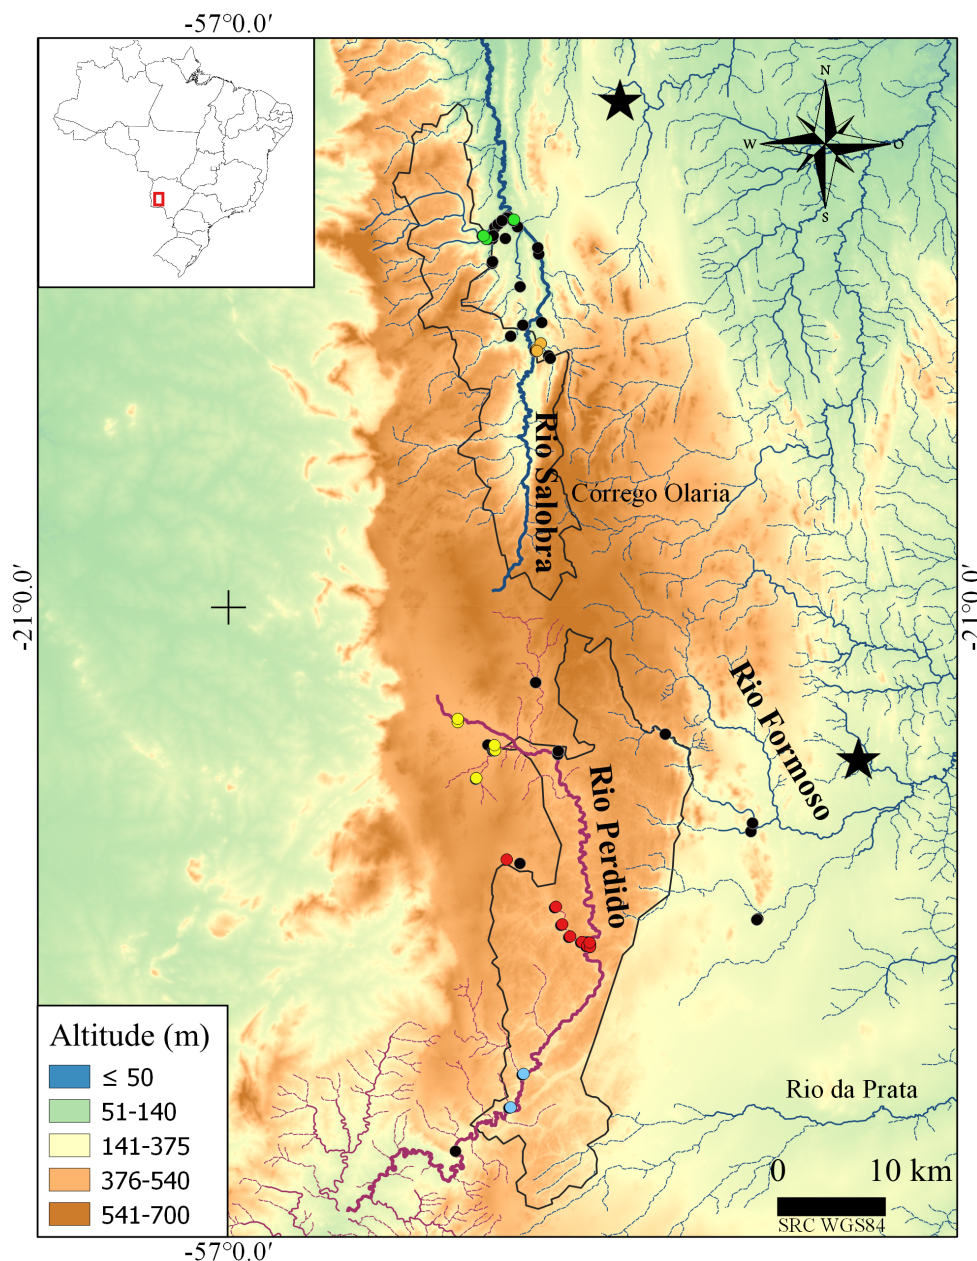 -57°0.0′
N
W
O
S
Rio Salobra
Córrego Olaria
-21°0.0′
-21°0.0′
Rio Formoso
Rio Perdido
Altitude (m)
≤ 50
51-140
141-375
376-540
541-700
Rio da Prata
0 10 km
SRC WGS84
-57°0.0′